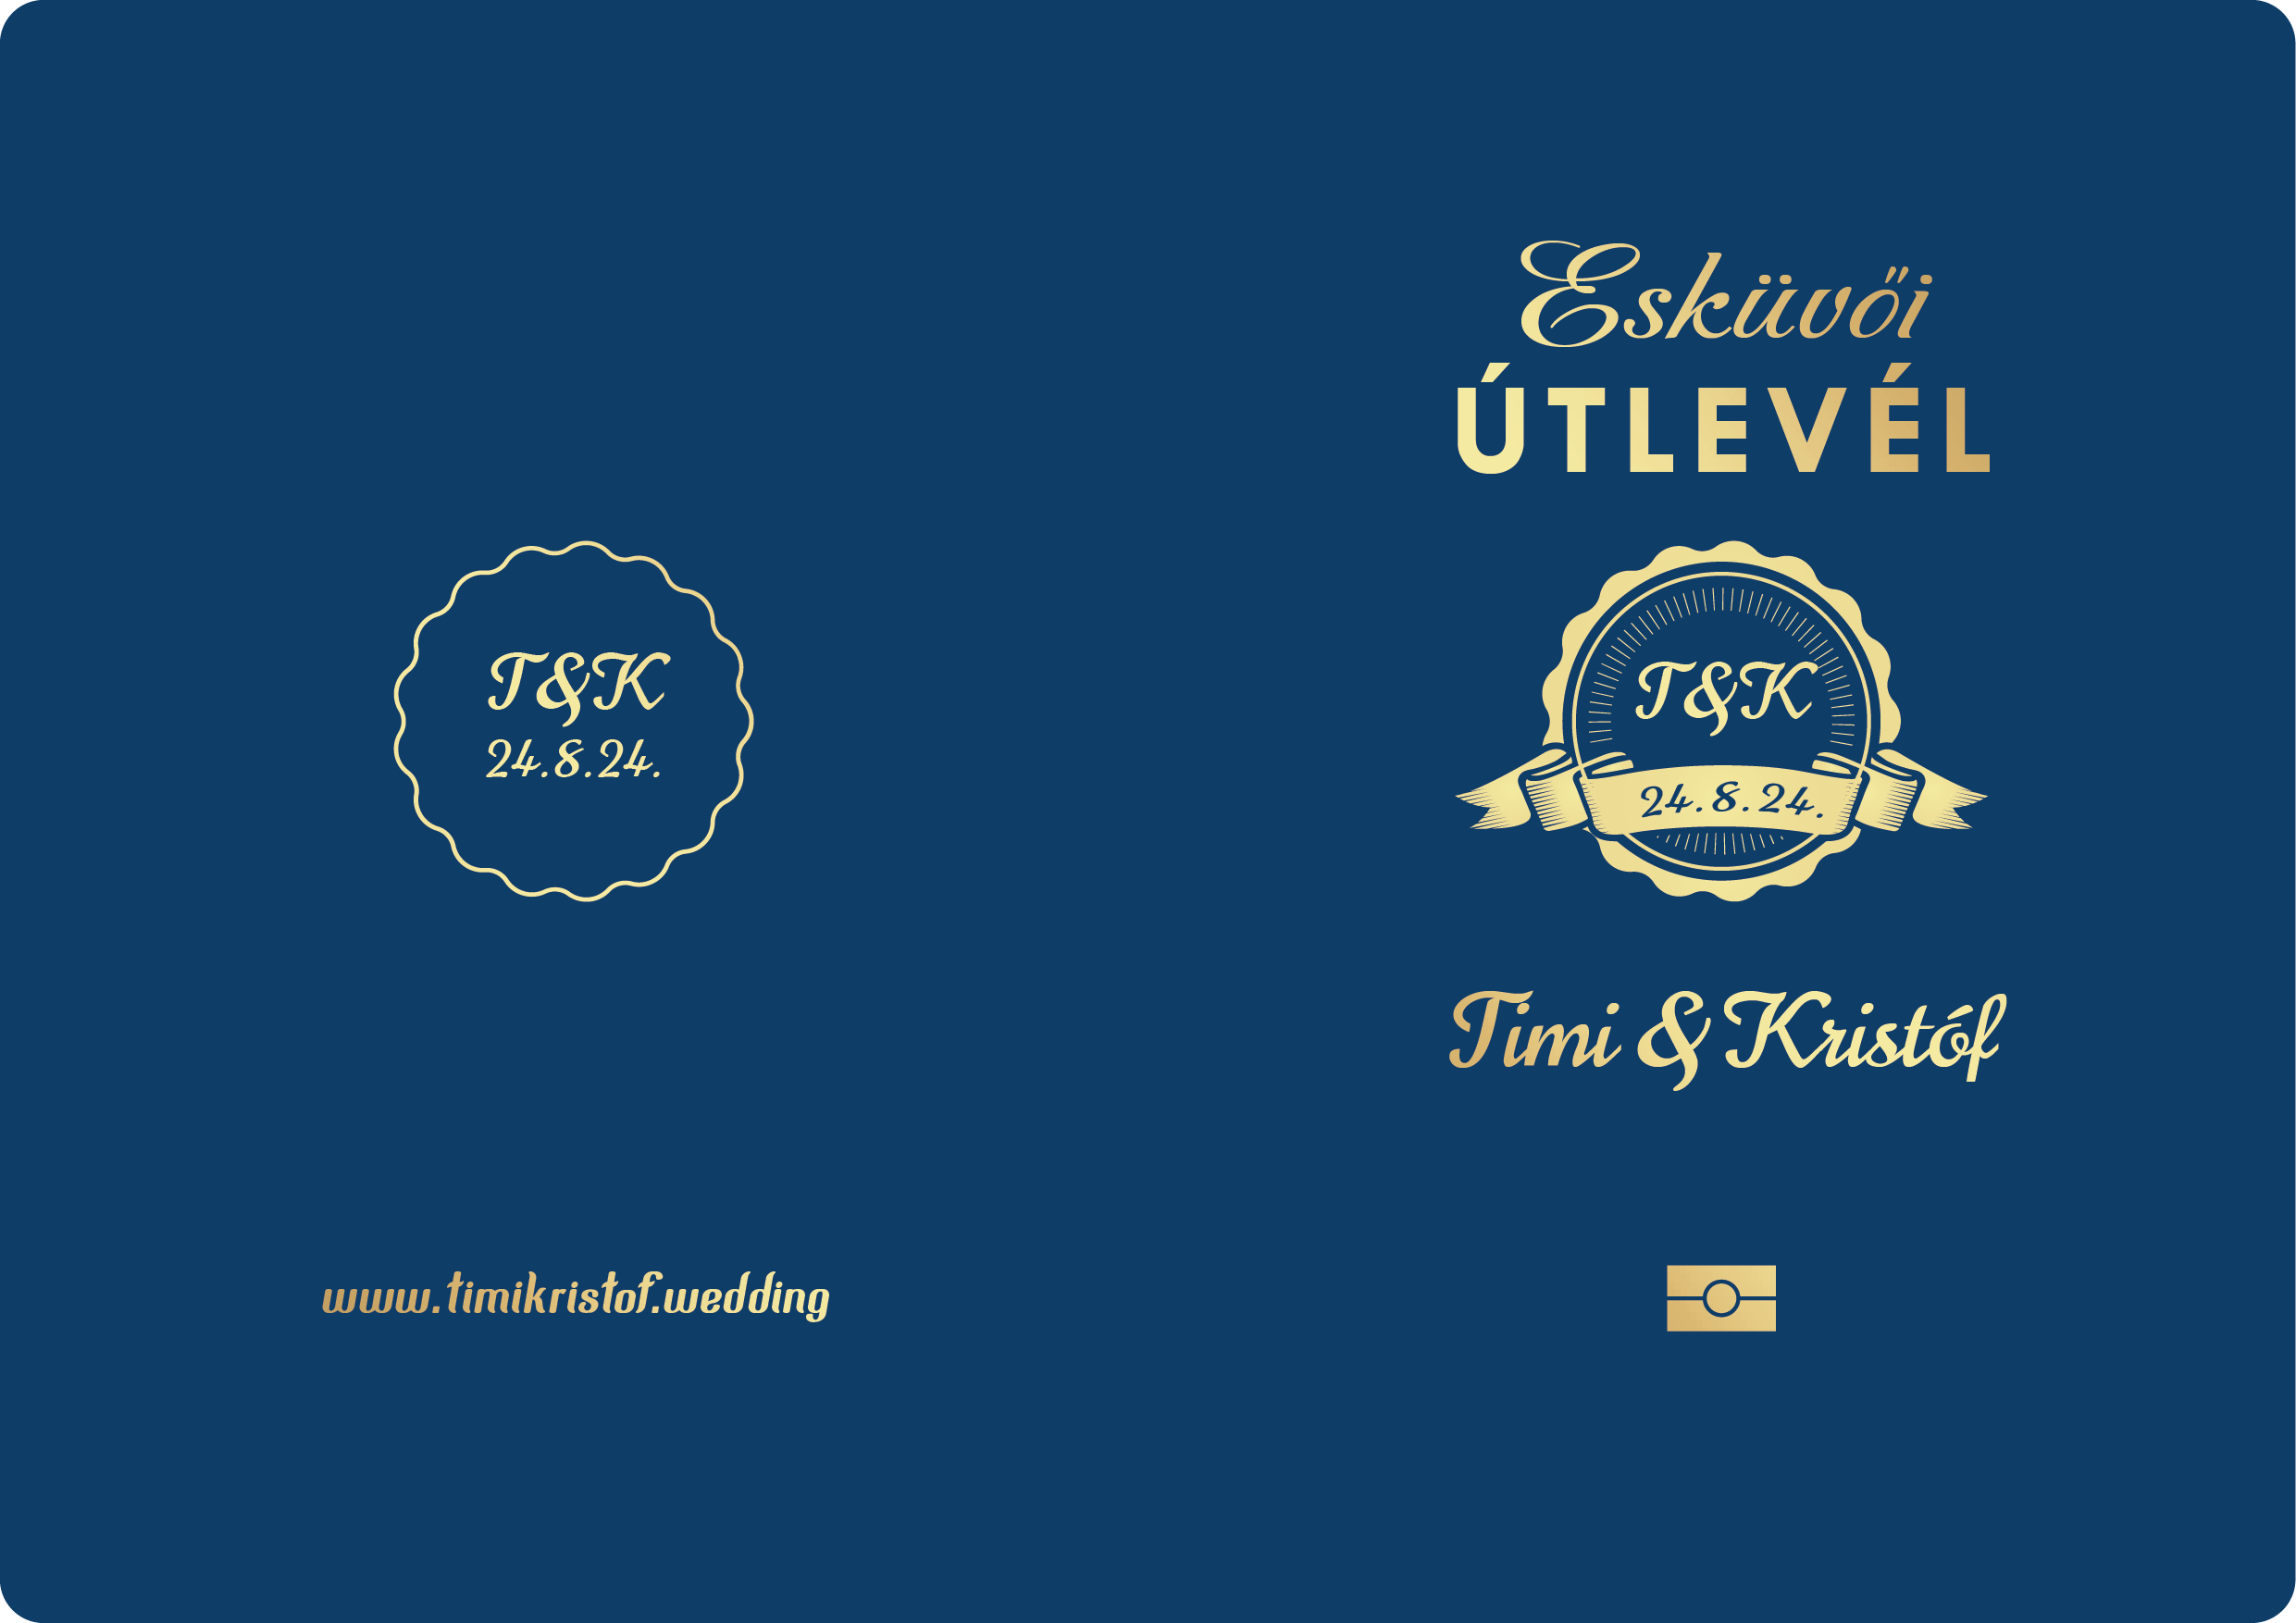 T&K
24.8.24.
www.timikristof.wedding
Esküvői
ÚTLEVÉL
T&K
24.8.24.
Timi & Kristóf